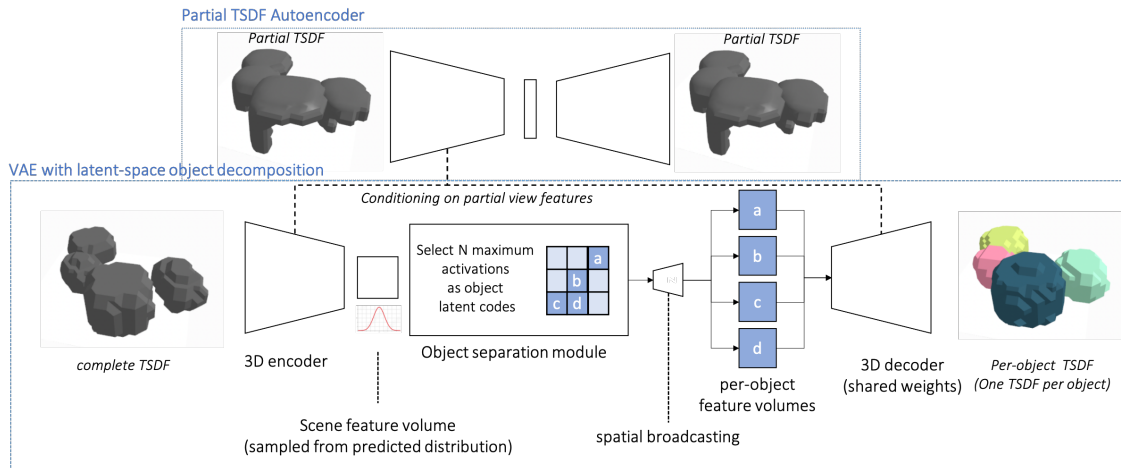 Partial TSDF Autoencoder
Partial TSDF
Partial TSDF
VAE with latent-space object decomposition
Conditioning on partial view features
Select N maximum
activations
as object
latent codes
a
b
c d
a
b
c
d
complete TSDF
3D encoder
Object separation module
per-object
feature volumes
3D decoder
(shared weights)
Per-object TSDF
(One TSDF per object)
Scene feature volume
(sampled from predicted distribution)
spatial broadcasting